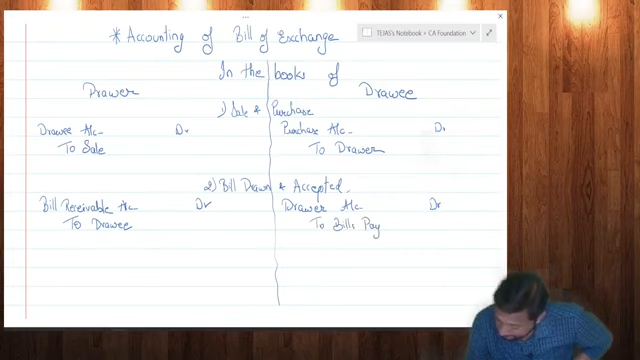 TEJAS's Notebook > CA Foundation
* Accounting of Bill of Exchange
In the books of
Drawer
Drawee
1) Sale & Purchase
Drawee A/c Dr
To Sale
Purchase A/c Dr
To Drawer
2) Bill Drawn & Accepted.
Bill Receivable A/c Dr
To Drawee
Drawer A/c Dr
To Bills Pay